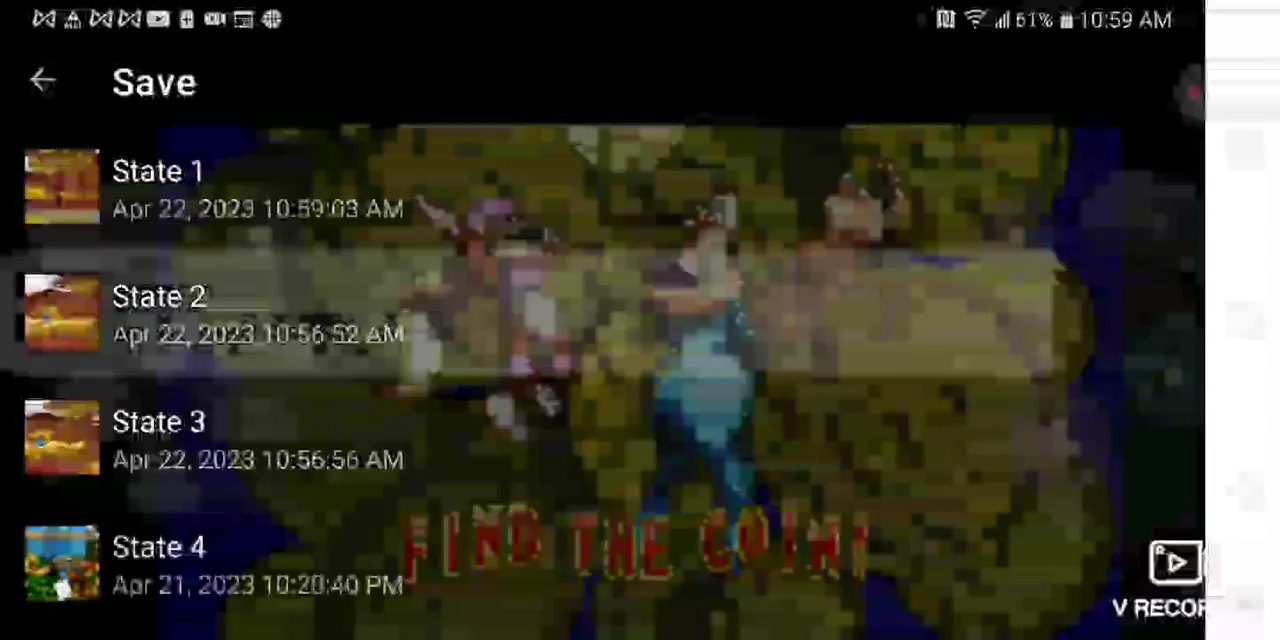 61% 10:59 AM
Save
State 1
Apr 22, 2023 10:59:03 AM
State 2
Apr 22, 2023 10:56:52 AM
State 3
Apr 22, 2023 10:56:56 AM
State 4
Apr 21, 2023 10:20:40 PM
FIND THE COIN!
V RECOR